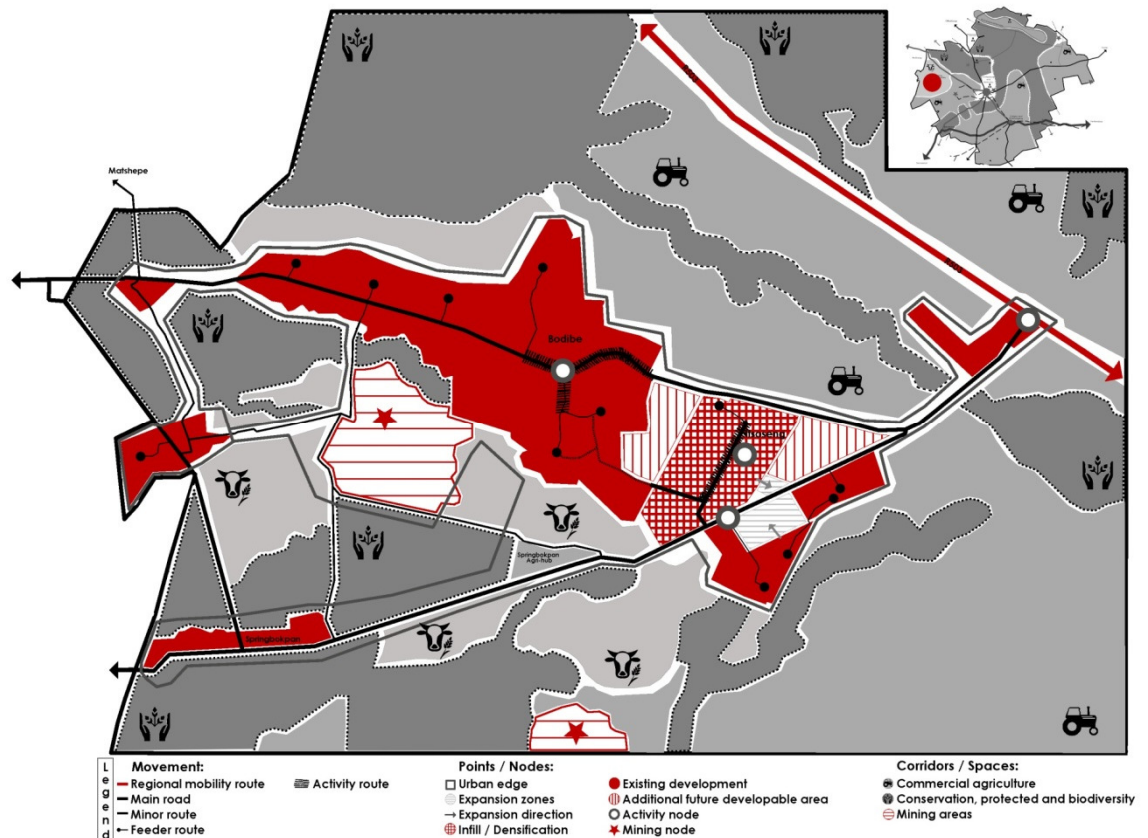 Matshepe
Bodibe
Springbokpan
Agri-hub
Springbokpan
Legend
Movement:
Regional mobility route
Main road
Minor route
Feeder route
Activity route
Points / Nodes:
Urban edge
Expansion zones
Expansion direction
Infill / Densification
Existing development
Additional future developable area
Activity node
Mining node
Corridors / Spaces:
Commercial agriculture
Conservation, protected and biodiversity
Mining areas